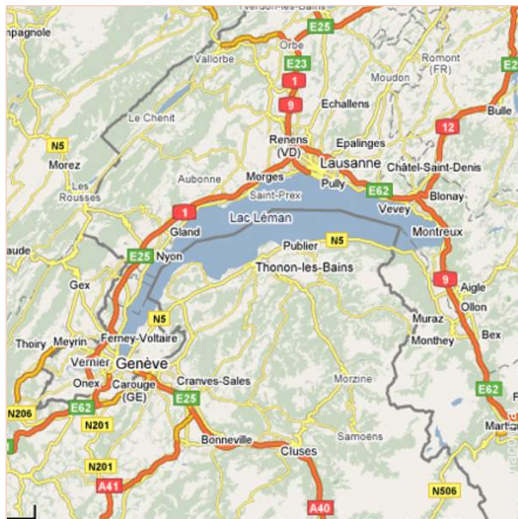 Yverdon-les-Bains
E25
Orbe
E23
Vallorbe
Romont
(FR)
Moudon
1
9
Echallens
Bulle
12
Le Chenit
N5
Morez
Renens
(VD)
Epalinges
Lausanne
Châtel-Saint-Denis
Les
Rousses
Aubonne
Morges
Pully
E62
Blonay
Saint-Prex
Vevey
1
Gland
Lac Léman
Montreux
E25
Nyon
Publier
N5
Thonon-les-Bains
9
Gex
Aigle
Ollon
N5
Muraz
Thoiry
Meyrin
Ferney-Voltaire
Monthey
Bex
Vernier
Genève
Onex
Carouge
(GE)
Cranves-Sales
Morzine
E62
N206
E62
E25
N201
Bonneville
Samoens
Cluses
N201
A41
N506
A40